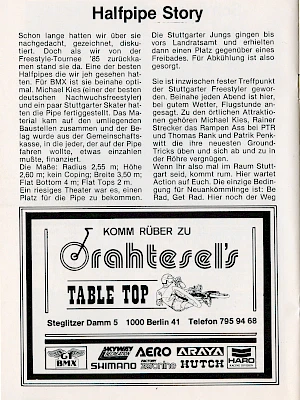 Halfpipe Story
Schon lange hatten wir über sie
nachgedacht, gezeichnet, disku-
tiert. Doch als wir von der
Freestyle-Tournee '85 zurückka-
men stand sie da. Eine der besten
Halfpipes die wir jeh gesehen hat-
ten. Für BMX ist sie beinahe opti-
mal. Michael Kies einer der besten
deutschen Nachwuchsfreestyler
und ein paar Stuttgarter Skater hat-
ten die Pipe fertiggestellt. Das Ma-
terial kam auf den umliegenden
Baustellen zusammen und der Be-
lag wurde aus der Gemeinschafts-
kasse, in die jeder, der auf der Pipe
fahren wollte, etwas einzahlen
mußte, finanziert.
Die Maße: Radius 2,55 m; Höhe
2,60 m; kein Coping; Breite 3,50 m;
Flat Bottom 4 m; Flat Tops 2 m.
Ein riesiges Theater war es, einen
Platz für die Pipe zu bekommen.
Die Stuttgarter Jungs gingen bis
vors Landratsamt und erhielten
dann einen Platz gegenüber eines
Freibades. Für Abkühlung ist also
gesorgt.
Sie ist inzwischen fester Treffpunkt
der Stuttgarter Freestyler gewor-
den. Beinahe jeden Abend ist hier,
bei gutem Wetter, Flugstunde an-
gesagt. Zu den örtlichen Attraktio-
nen gehören Michael Kies, Rainer
Strecker das Rampen Ass bei PTR
und Thomas Rank und Patrik Penk-
witt die ihre neuesten Ground-
Tricks üben und sich ab und zu in
der Röhre vergnügen.
Wenn Ihr also mal im Raum Stutt-
gart seid, kommt rum. Hier wartet
Action auf Euch. Die einzige Bedin-
gung für Neuankömmlinge ist: Be
Rad, Get Rad. Hier noch der Weg
KOMM RÜBER ZU
Drahtesel's
TABLE TOP
Steglitzer Damm 5 1000 Berlin 41 Telefon 795 94 68
GT BMX
SKYWAY
AERO
ARAYA
HARO
SHIMANO
HUTCH